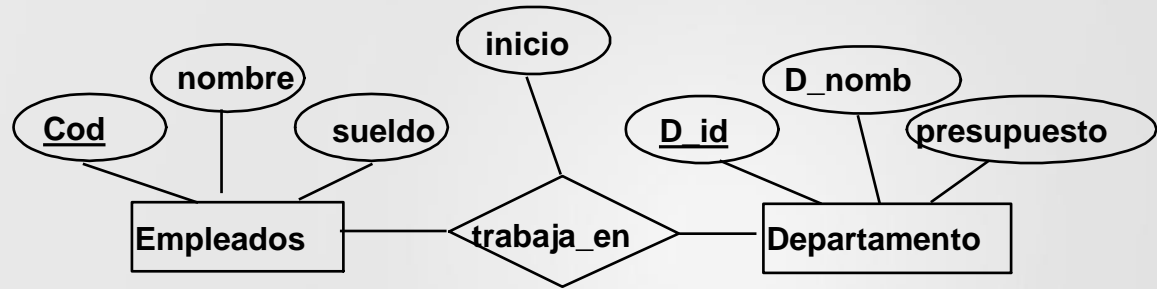 inicio
nombre
D_nomb
Cod
sueldo
D_id
presupuesto
Empleados
trabaja_en
Departamento